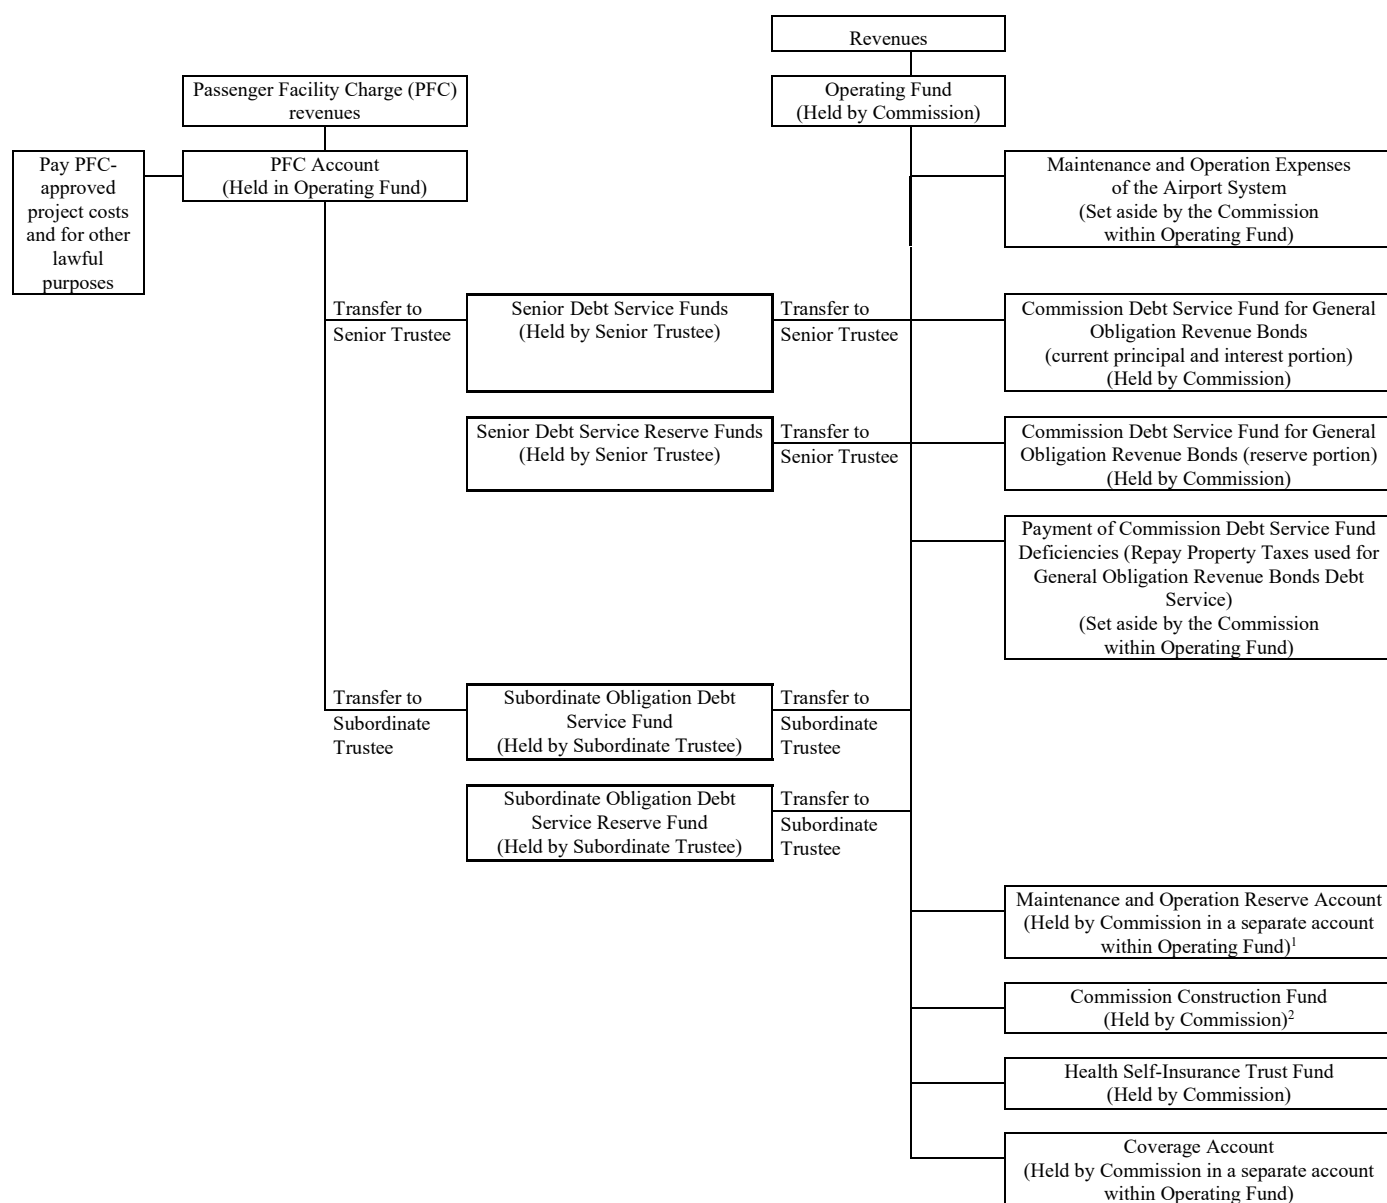 Revenues
Passenger Facility Charge (PFC)
revenues
Operating Fund
(Held by Commission)
Pay PFC-
approved
project costs
and for other
lawful
purposes
PFC Account
(Held in Operating Fund)
Maintenance and Operation Expenses
of the Airport System
(Set aside by the Commission
within Operating Fund)
Transfer to
Senior Trustee
Senior Debt Service Funds
(Held by Senior Trustee)
Transfer to
Senior Trustee
Commission Debt Service Fund for General
Obligation Revenue Bonds
(current principal and interest portion)
(Held by Commission)
Senior Debt Service Reserve Funds
(Held by Senior Trustee)
Transfer to
Senior Trustee
Commission Debt Service Fund for General
Obligation Revenue Bonds (reserve portion)
(Held by Commission)
Payment of Commission Debt Service Fund
Deficiencies (Repay Property Taxes used for
General Obligation Revenue Bonds Debt
Service)
(Set aside by the Commission
within Operating Fund)
Transfer to
Subordinate
Trustee
Subordinate Obligation Debt
Service Fund
(Held by Subordinate Trustee)
Transfer to
Subordinate
Trustee
Subordinate Obligation Debt
Service Reserve Fund
(Held by Subordinate Trustee)
Transfer to
Subordinate
Trustee
Maintenance and Operation Reserve Account
(Held by Commission in a separate account
within Operating Fund)¹
Commission Construction Fund
(Held by Commission)²
Health Self-Insurance Trust Fund
(Held by Commission)
Coverage Account
(Held by Commission in a separate account
within Operating Fund)